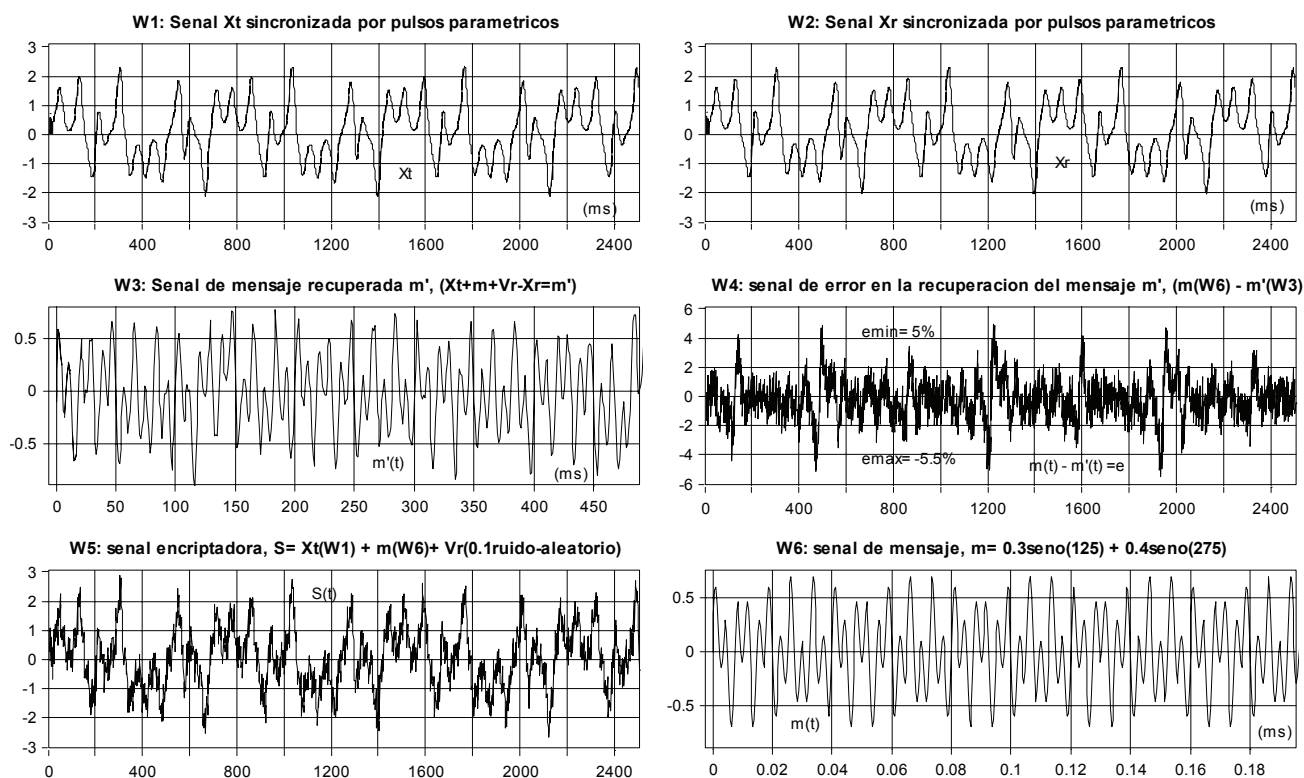 W1: Senal Xt sincronizada por pulsos parametricos
3
2
1
0
-1
-2
-3
Xt
(ms)
0 400 800 1200 1600 2000 2400
W2: Senal Xr sincronizada por pulsos parametricos
3
2
1
0
-1
-2
-3
Xr
(ms)
0 400 800 1200 1600 2000 2400
W3: Senal de mensaje recuperada m', (Xt+m+Vr-Xr=m')
0.5
0
-0.5
m'(t)
(ms)
0 50 100 150 200 250 300 350 400 450
W4: senal de error en la recuperacion del mensaje m', (m(W6) - m'(W3)
6
4
2
0
-2
-4
-6
emin= 5%
emax= -5.5%
m(t) - m'(t) =e
0 400 800 1200 1600 2000 2400
W5: senal encriptadora, S= Xt(W1) + m(W6)+ Vr(0.1ruido-aleatorio)
3
2
1
0
-1
-2
-3
S(t)
0 400 800 1200 1600 2000 2400
W6: senal de mensaje, m= 0.3seno(125) + 0.4seno(275)
0.5
0
-0.5
m(t)
(ms)
0 0.02 0.04 0.06 0.08 0.1 0.12 0.14 0.16 0.18